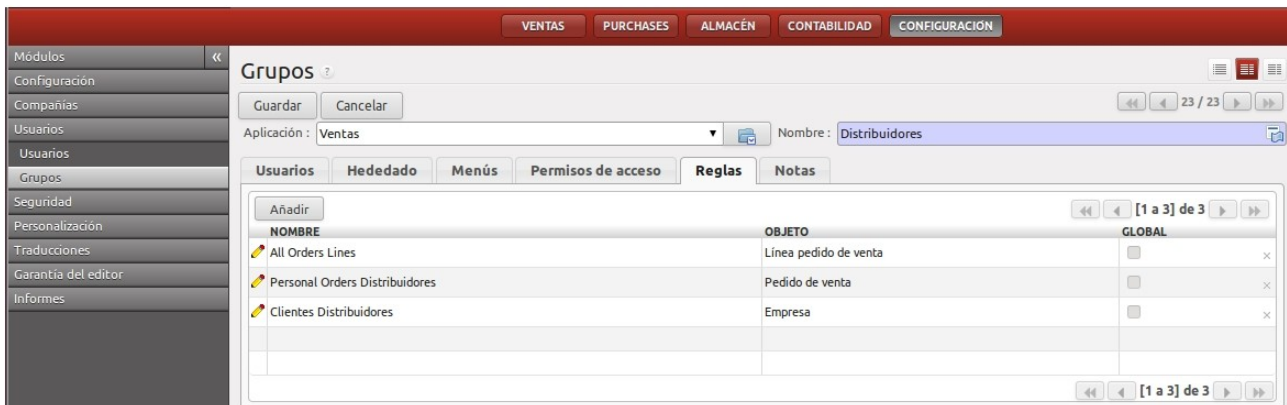 VENTAS PURCHASES ALMACÉN CONTABILIDAD CONFIGURACIÓN
Módulos «
Configuración
Compañías
Usuarios
Usuarios
Grupos
Seguridad
Personalización
Traducciones
Garantía del editor
Informes
Grupos ?
Guardar Cancelar 23 / 23
Aplicación : Ventas Nombre : Distribuidores
Usuarios Hededado Menús Permisos de acceso Reglas Notas
Añadir [1 a 3] de 3
NOMBRE OBJETO GLOBAL
All Orders Lines Línea pedido de venta
Personal Orders Distribuidores Pedido de venta
Clientes Distribuidores Empresa
[1 a 3] de 3